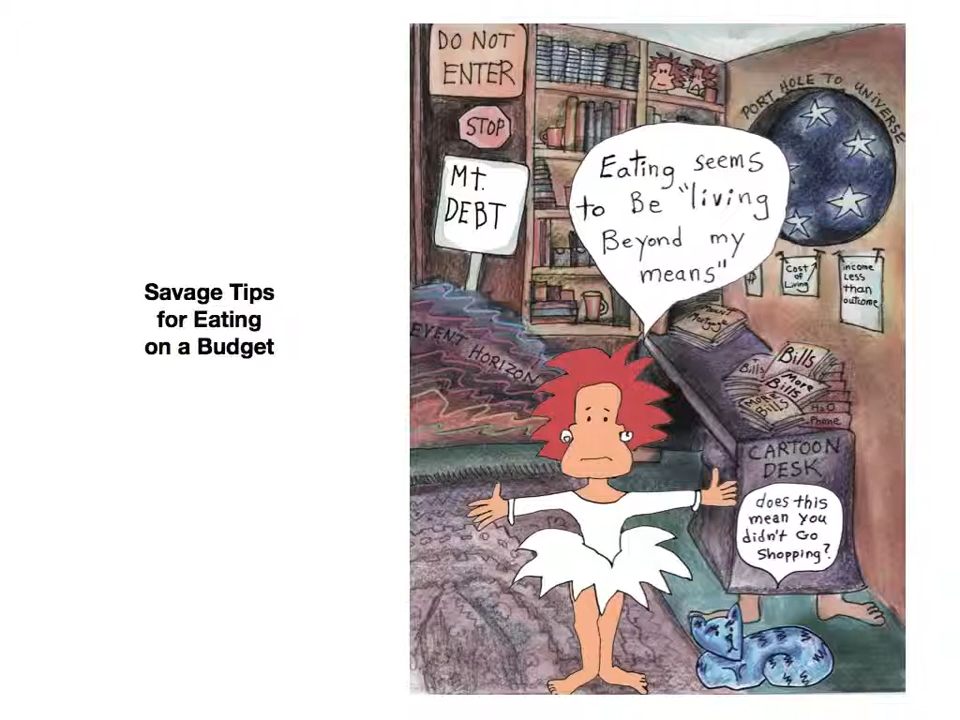 Savage Tips
for Eating
on a Budget
DO NOT
ENTER
STOP
Mt.
DEBT
EVENT HORIZON
PORT HOLE TO UNIVERSE
Eating seems
to Be "living
Beyond my
means"
$
Cost
of
Living
income
Less
than
outcome
Mortgage
Bills
Bills
More
Bills
MORE
BILLS
H2O
Phone
CARTOON
DESK
does this
mean you
didn't Go
Shopping?